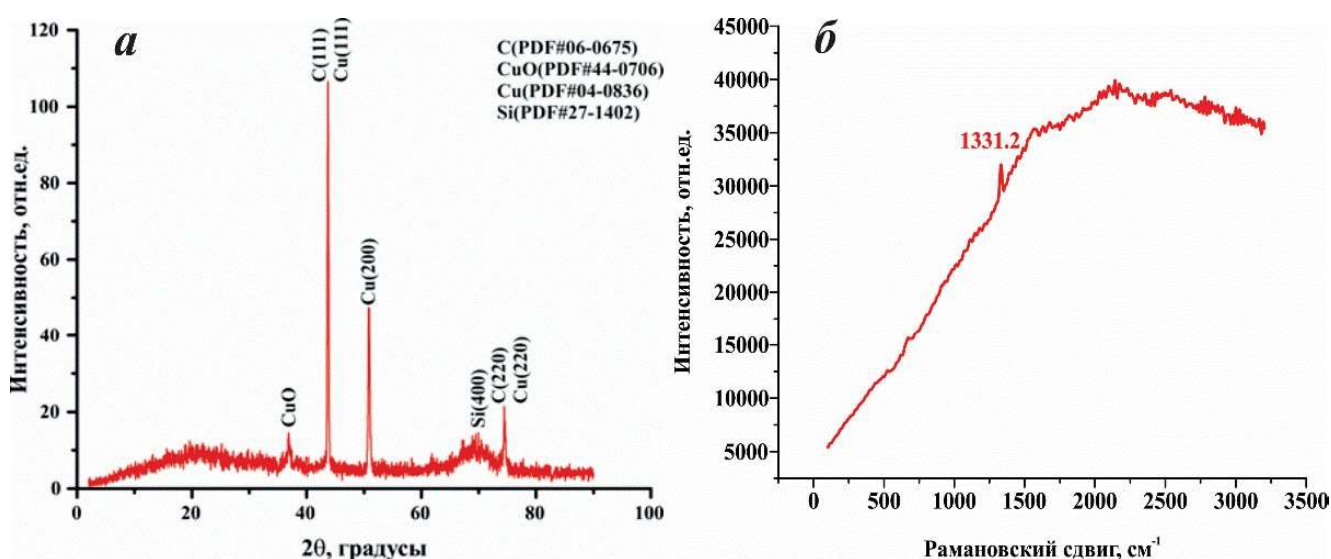 а
C(PDF#06-0675)
CuO(PDF#44-0706)
Cu(PDF#04-0836)
Si(PDF#27-1402)
C(111)
Cu(111)
Cu(200)
CuO
Si(400)
C(220)
Cu(220)
Интенсивность, отн.ед.
120
100
80
60
40
20
0
0 20 40 60 80 100
2θ, градусы
б
1331.2
Интенсивность, отн.ед.
45000
40000
35000
30000
25000
20000
15000
10000
5000
0 500 1000 1500 2000 2500 3000 3500
Рамановский сдвиг, см⁻¹